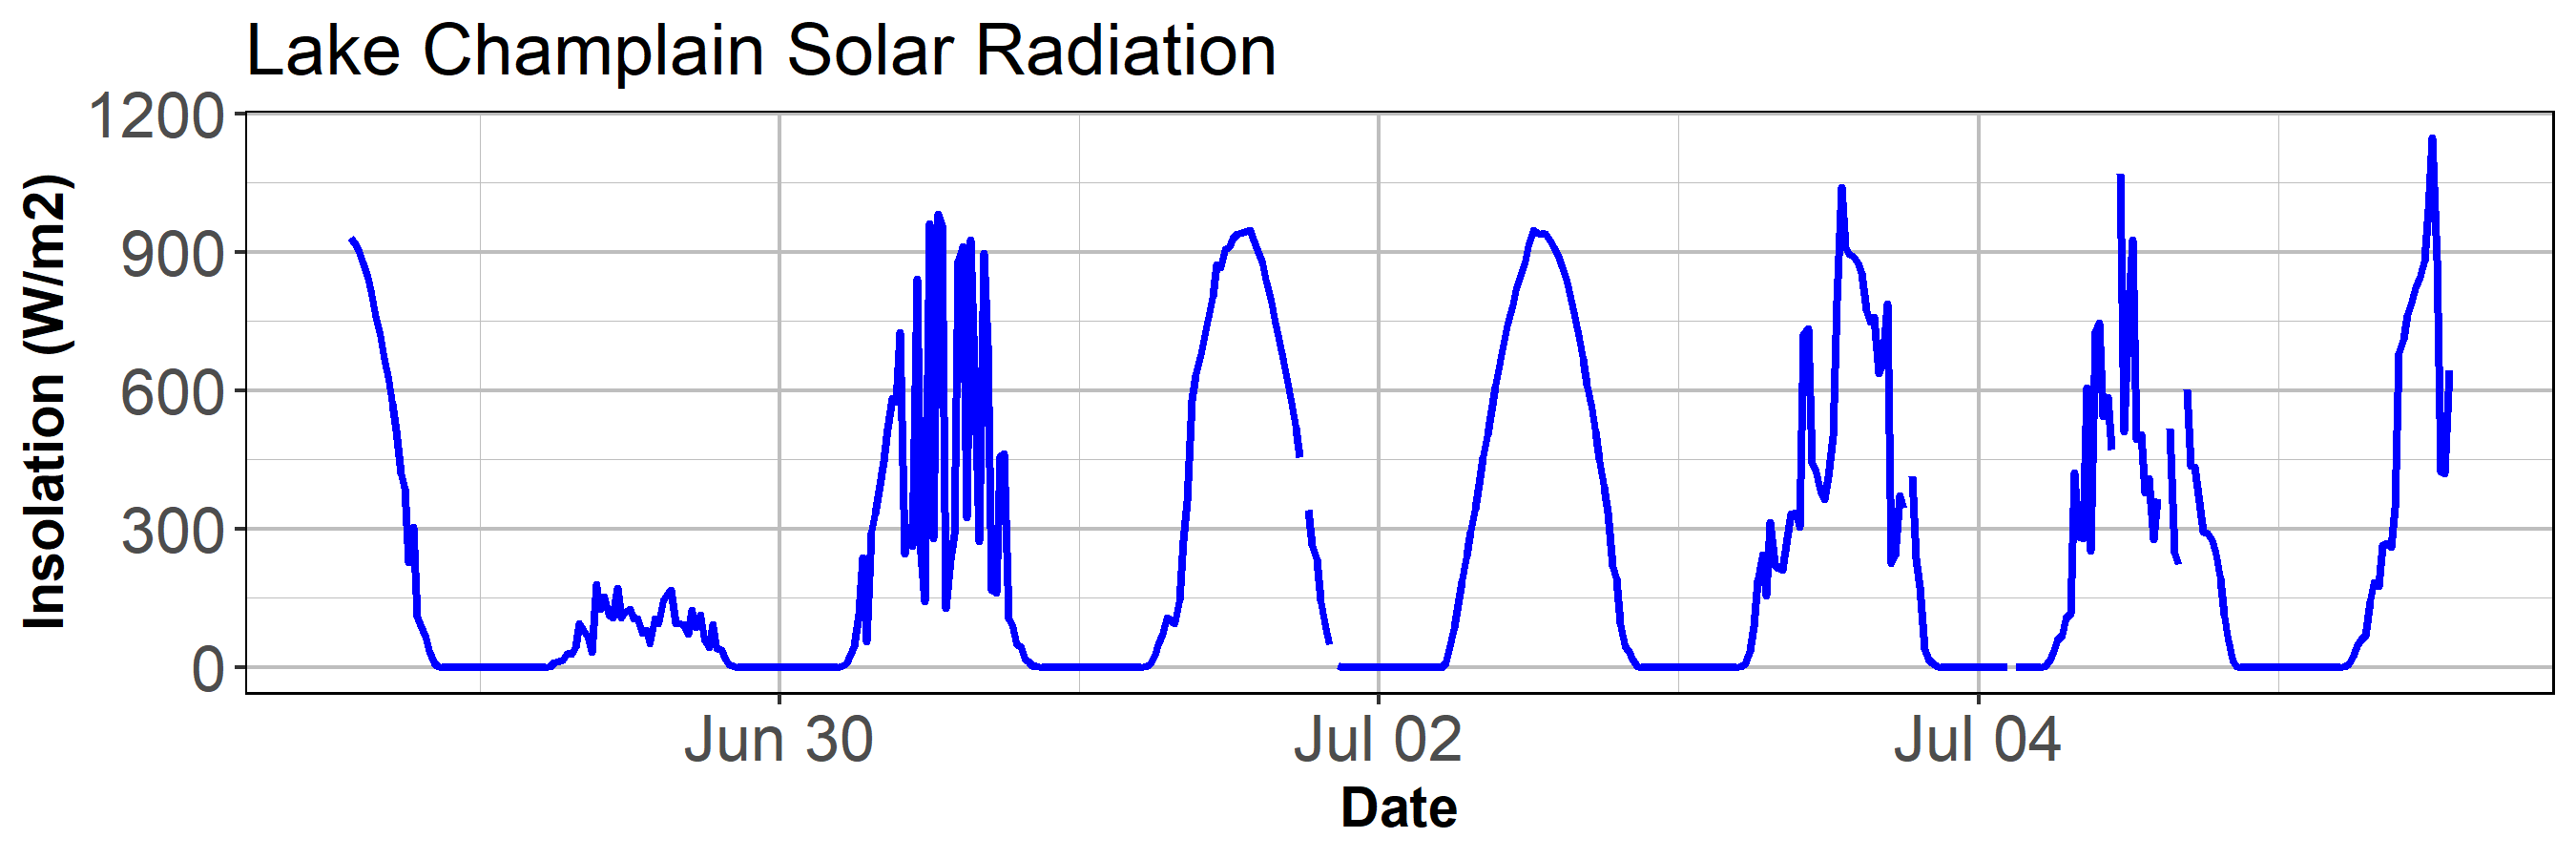 Lake Champlain Solar Radiation
1200
900
600
300
0
Insolation (W/m2)
Jun 30 Jul 02 Jul 04
Date